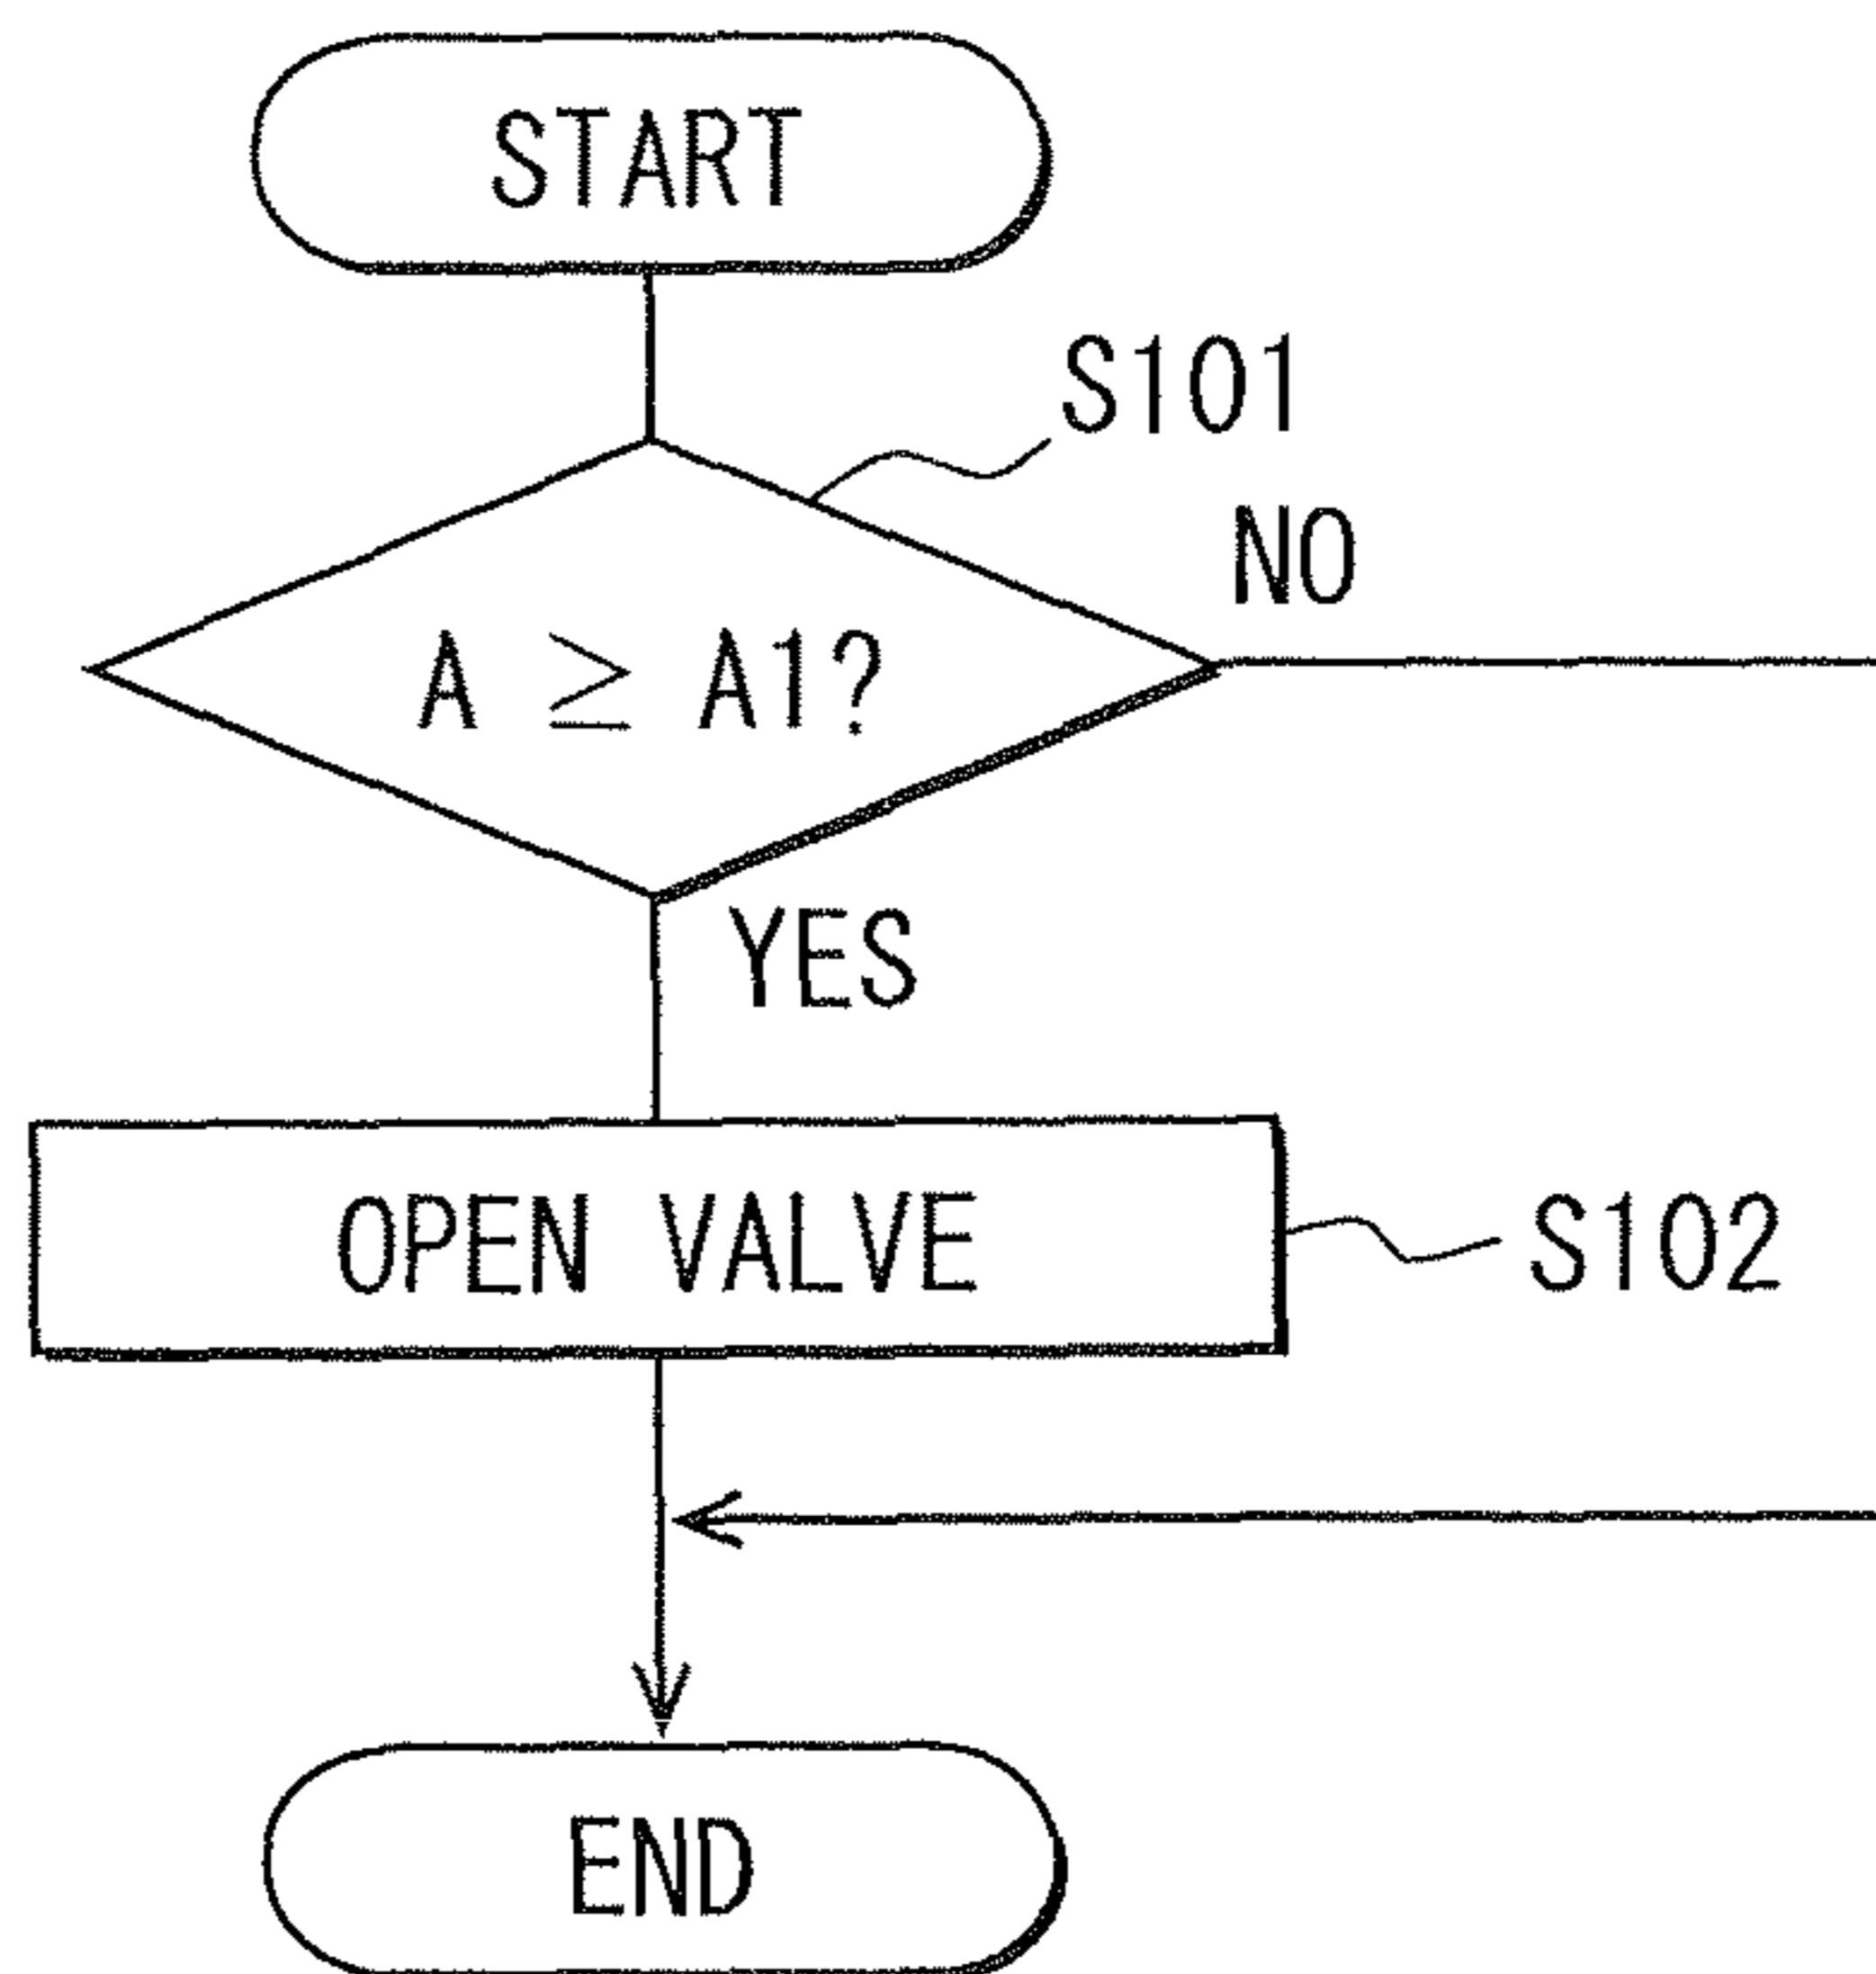 START
S101
NO
A ≥ A1?
YES
OPEN VALVE
S102
END